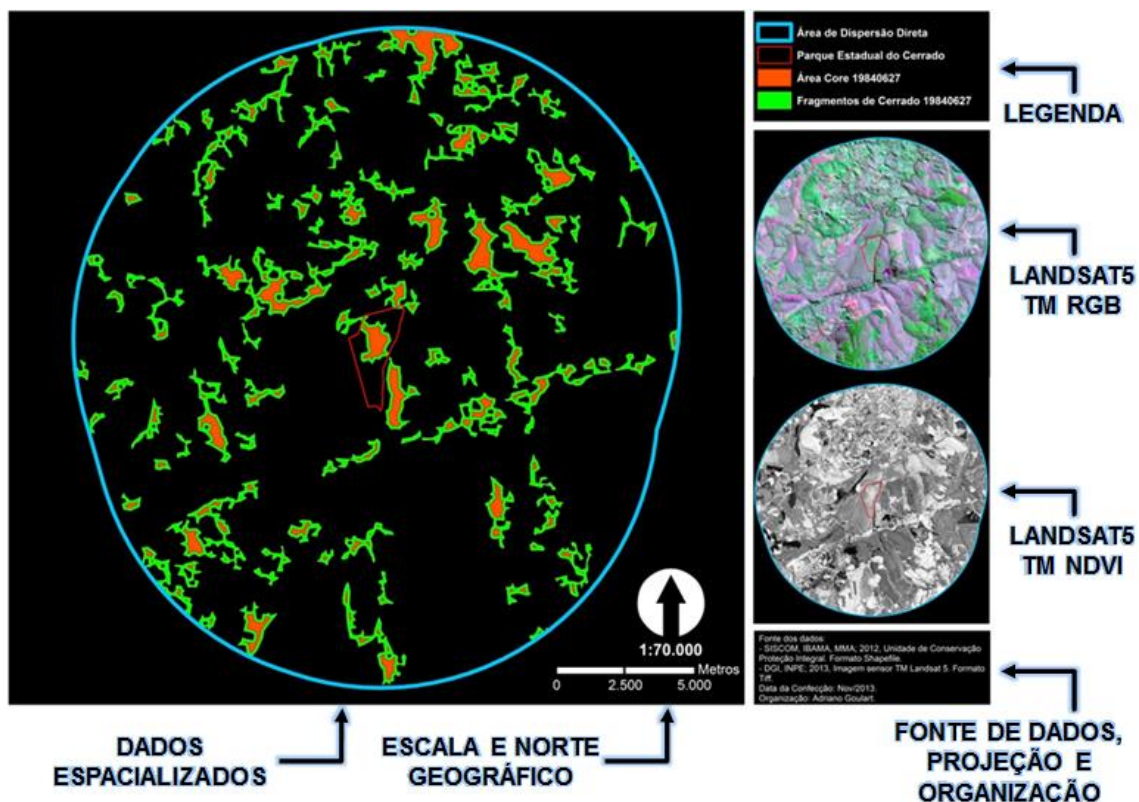 Área de Dispersão Direta
Parque Estadual do Cerrado
Área Core 19840627
Fragmentos de Cerrado 19840627
LEGENDA
LANDSAT5
TM RGB
LANDSAT5
TM NDVI
1:70.000
Metros
0 2.500 5.000
Fonte dos dados:
- SISCOM, IBAMA, MMA; 2012, Unidade de Conservação
Proteção Integral. Formato Shapefile.
- DGI, INPE; 2013, Imagem sensor TM Landsat 5. Formato
Tiff.
Data da Confecção: Nov/2013.
Organização: Adriano Goulart.
DADOS
ESPACIALIZADOS
ESCALA E NORTE
GEOGRÁFICO
FONTE DE DADOS,
PROJEÇÃO E
ORGANIZAÇÃO